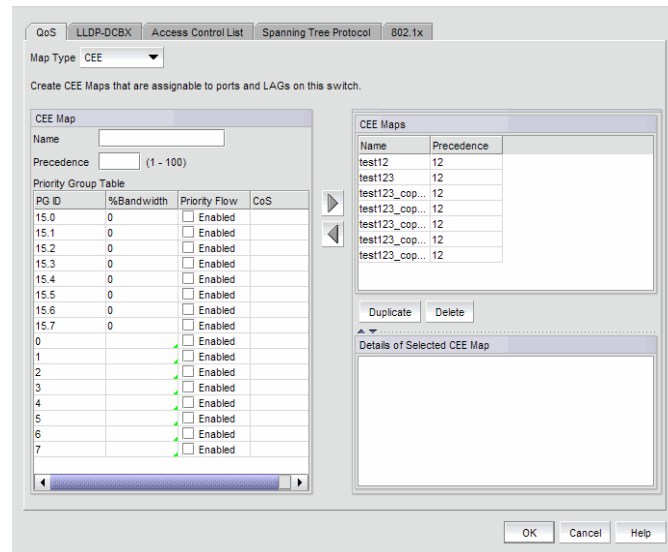 QoS LLDP-DCBX Access Control List Spanning Tree Protocol 802.1x
Map Type CEE
Create CEE Maps that are assignable to ports and LAGs on this switch.
CEE Map
Name
Precedence (1 - 100)
Priority Group Table
PG ID %Bandwidth Priority Flow CoS
15.0 0 Enabled
15.1 0 Enabled
15.2 0 Enabled
15.3 0 Enabled
15.4 0 Enabled
15.5 0 Enabled
15.6 0 Enabled
15.7 0 Enabled
0 Enabled
1 Enabled
2 Enabled
3 Enabled
4 Enabled
5 Enabled
6 Enabled
7 Enabled
CEE Maps
Name Precedence
test12 12
test123 12
test123_cop... 12
test123_cop... 12
test123_cop... 12
test123_cop... 12
Duplicate Delete
Details of Selected CEE Map
OK Cancel Help